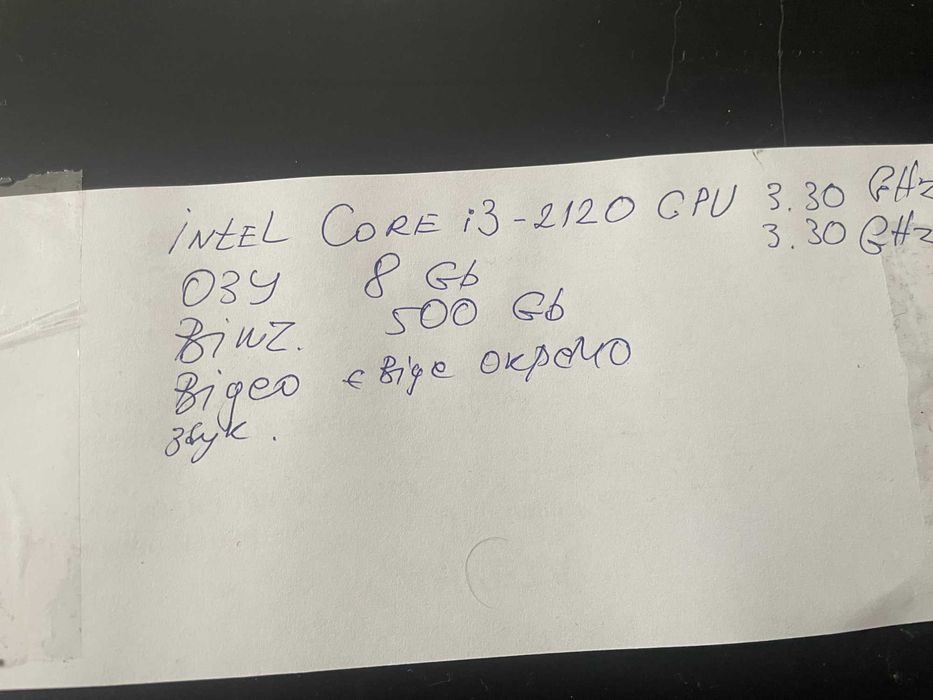 INTEL CORE i3-2120 CPU 3.30 GHz
3.30 GHz
ОЗУ 8 Gb
Вінч. 500 Gb
Відео є віде окремо
звук.